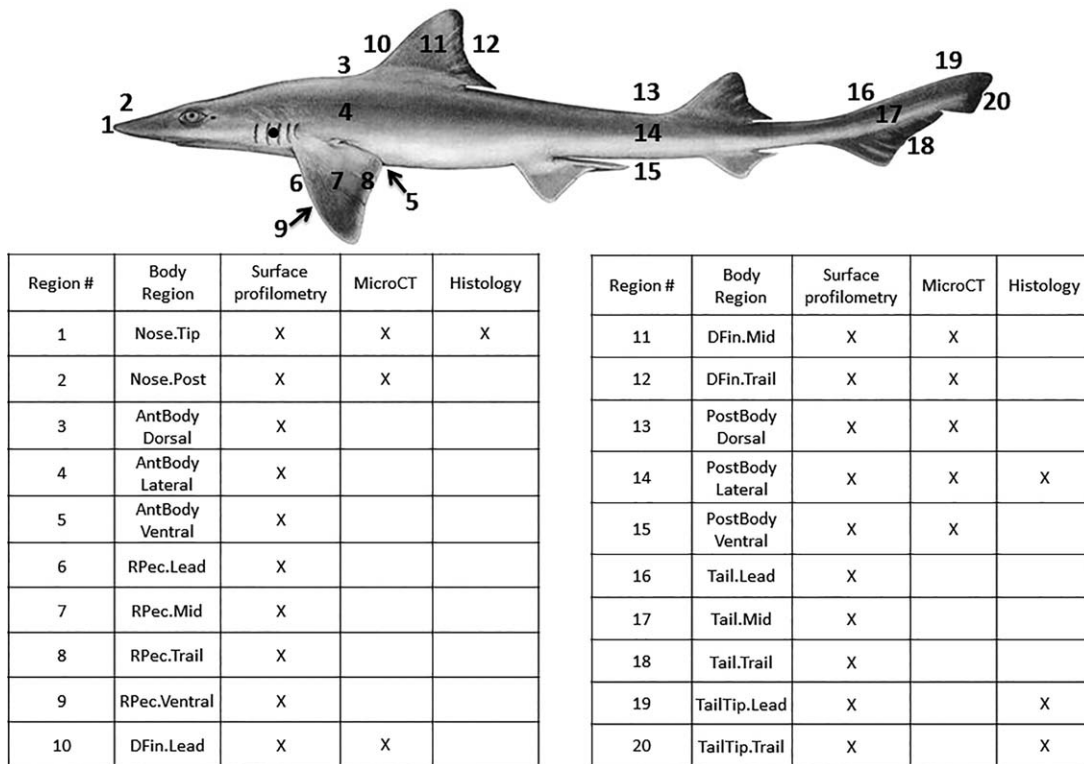 10 11 12
3
19
2
13
16
20
1
4
17
14
18
6 7 8
15
5
9
Region # Body Region Surface profilometry MicroCT Histology
1 Nose.Tip X X X
2 Nose.Post X X
3 AntBody Dorsal X
4 AntBody Lateral X
5 AntBody Ventral X
6 RPec.Lead X
7 RPec.Mid X
8 RPec.Trail X
9 RPec.Ventral X
10 DFin.Lead X X
Region # Body Region Surface profilometry MicroCT Histology
11 DFin.Mid X X
12 DFin.Trail X X
13 PostBody Dorsal X X
14 PostBody Lateral X X X
15 PostBody Ventral X X
16 Tail.Lead X
17 Tail.Mid X
18 Tail.Trail X
19 TailTip.Lead X X
20 TailTip.Trail X X